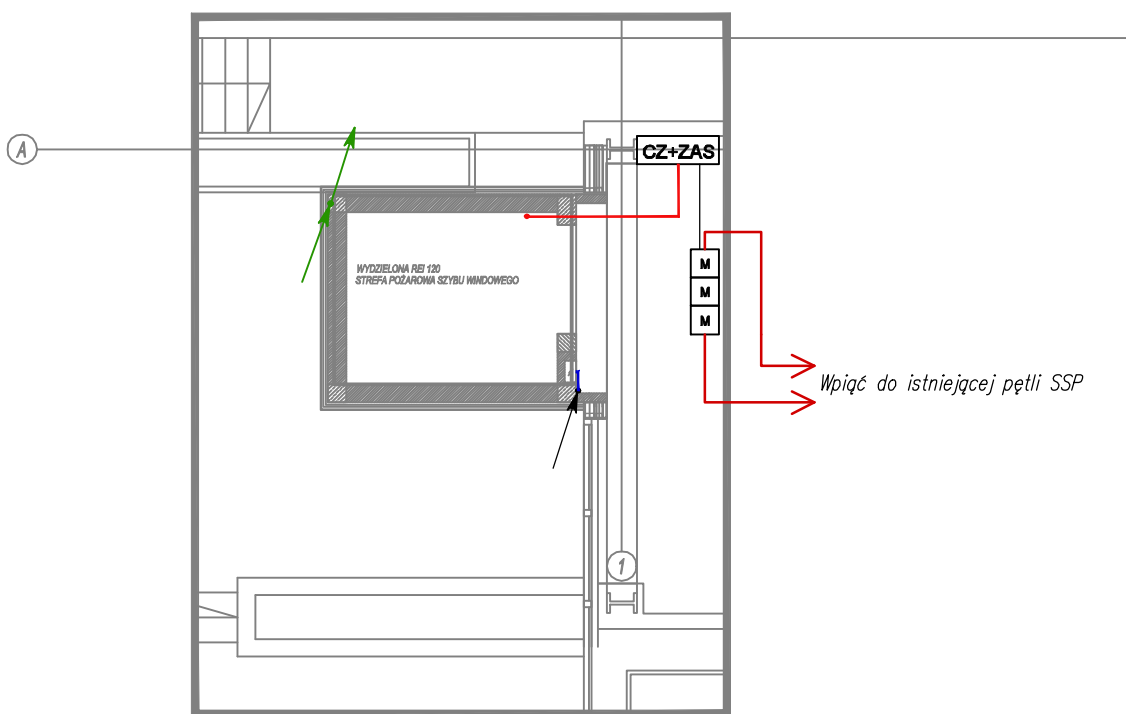 A
CZ+ZAS
WYDZIELONA REI 120
STREFA POŻAROWA SZYBU WINDOWEGO
M
M
M
Wpiąć do istniejącej pętli SSP
1